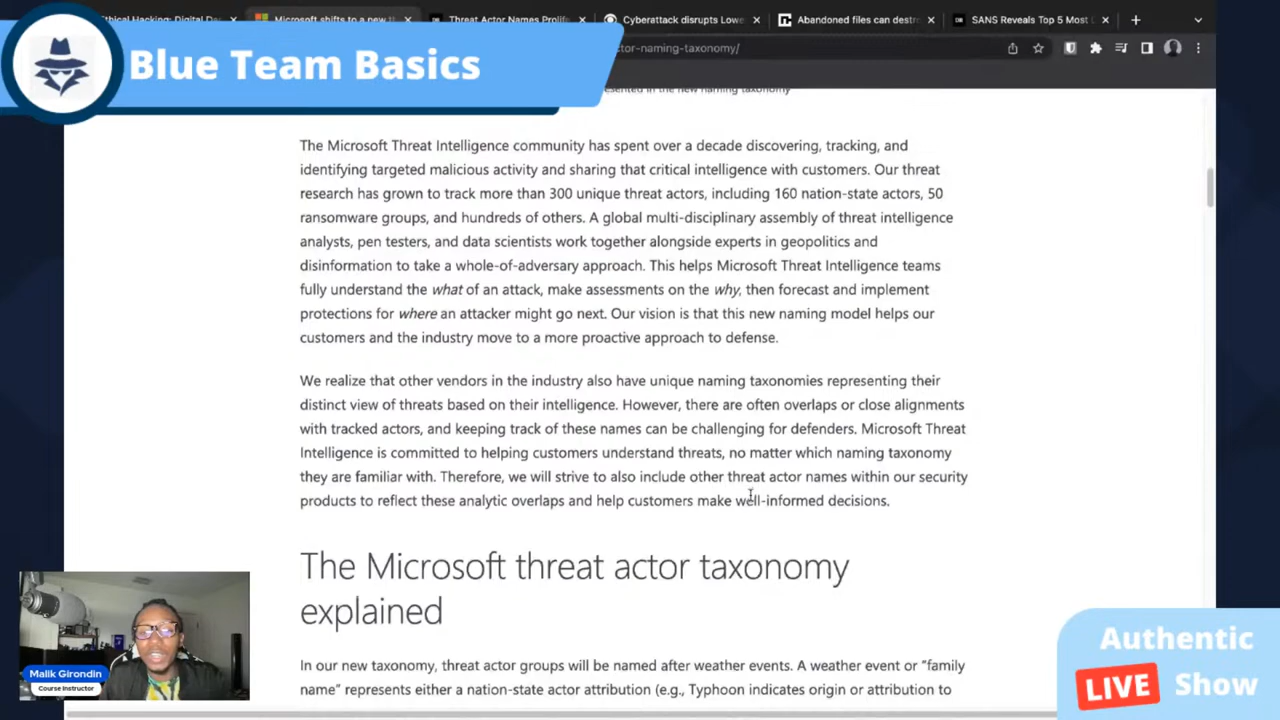 Ethical Hacking: Digital Da
Microsoft shifts to a new t
Threat Actor Names Prolif
Cyberattack disrupts Lowe
Abandoned files can destr
SANS Reveals Top 5 Most
Blue Team Basics
tor-naming-taxonomy/
in the new naming taxonomy
The Microsoft Threat Intelligence community has spent over a decade discovering, tracking, and
identifying targeted malicious activity and sharing that critical intelligence with customers. Our threat
research has grown to track more than 300 unique threat actors, including 160 nation-state actors, 50
ransomware groups, and hundreds of others. A global multi-disciplinary assembly of threat intelligence
analysts, pen testers, and data scientists work together alongside experts in geopolitics and
disinformation to take a whole-of-adversary approach. This helps Microsoft Threat Intelligence teams
fully understand the what of an attack, make assessments on the why, then forecast and implement
protections for where an attacker might go next. Our vision is that this new naming model helps our
customers and the industry move to a more proactive approach to defense.
We realize that other vendors in the industry also have unique naming taxonomies representing their
distinct view of threats based on their intelligence. However, there are often overlaps or close alignments
with tracked actors, and keeping track of these names can be challenging for defenders. Microsoft Threat
Intelligence is committed to helping customers understand threats, no matter which naming taxonomy
they are familiar with. Therefore, we will strive to also include other threat actor names within our security
products to reflect these analytic overlaps and help customers make well-informed decisions.
The Microsoft threat actor taxonomy
explained
In our new taxonomy, threat actor groups will be named after weather events. A weather event or "family
name" represents either a nation-state actor attribution (e.g., Typhoon indicates origin or attribution to
Malik Girondin
Course Instructor
Authentic
LIVE Show